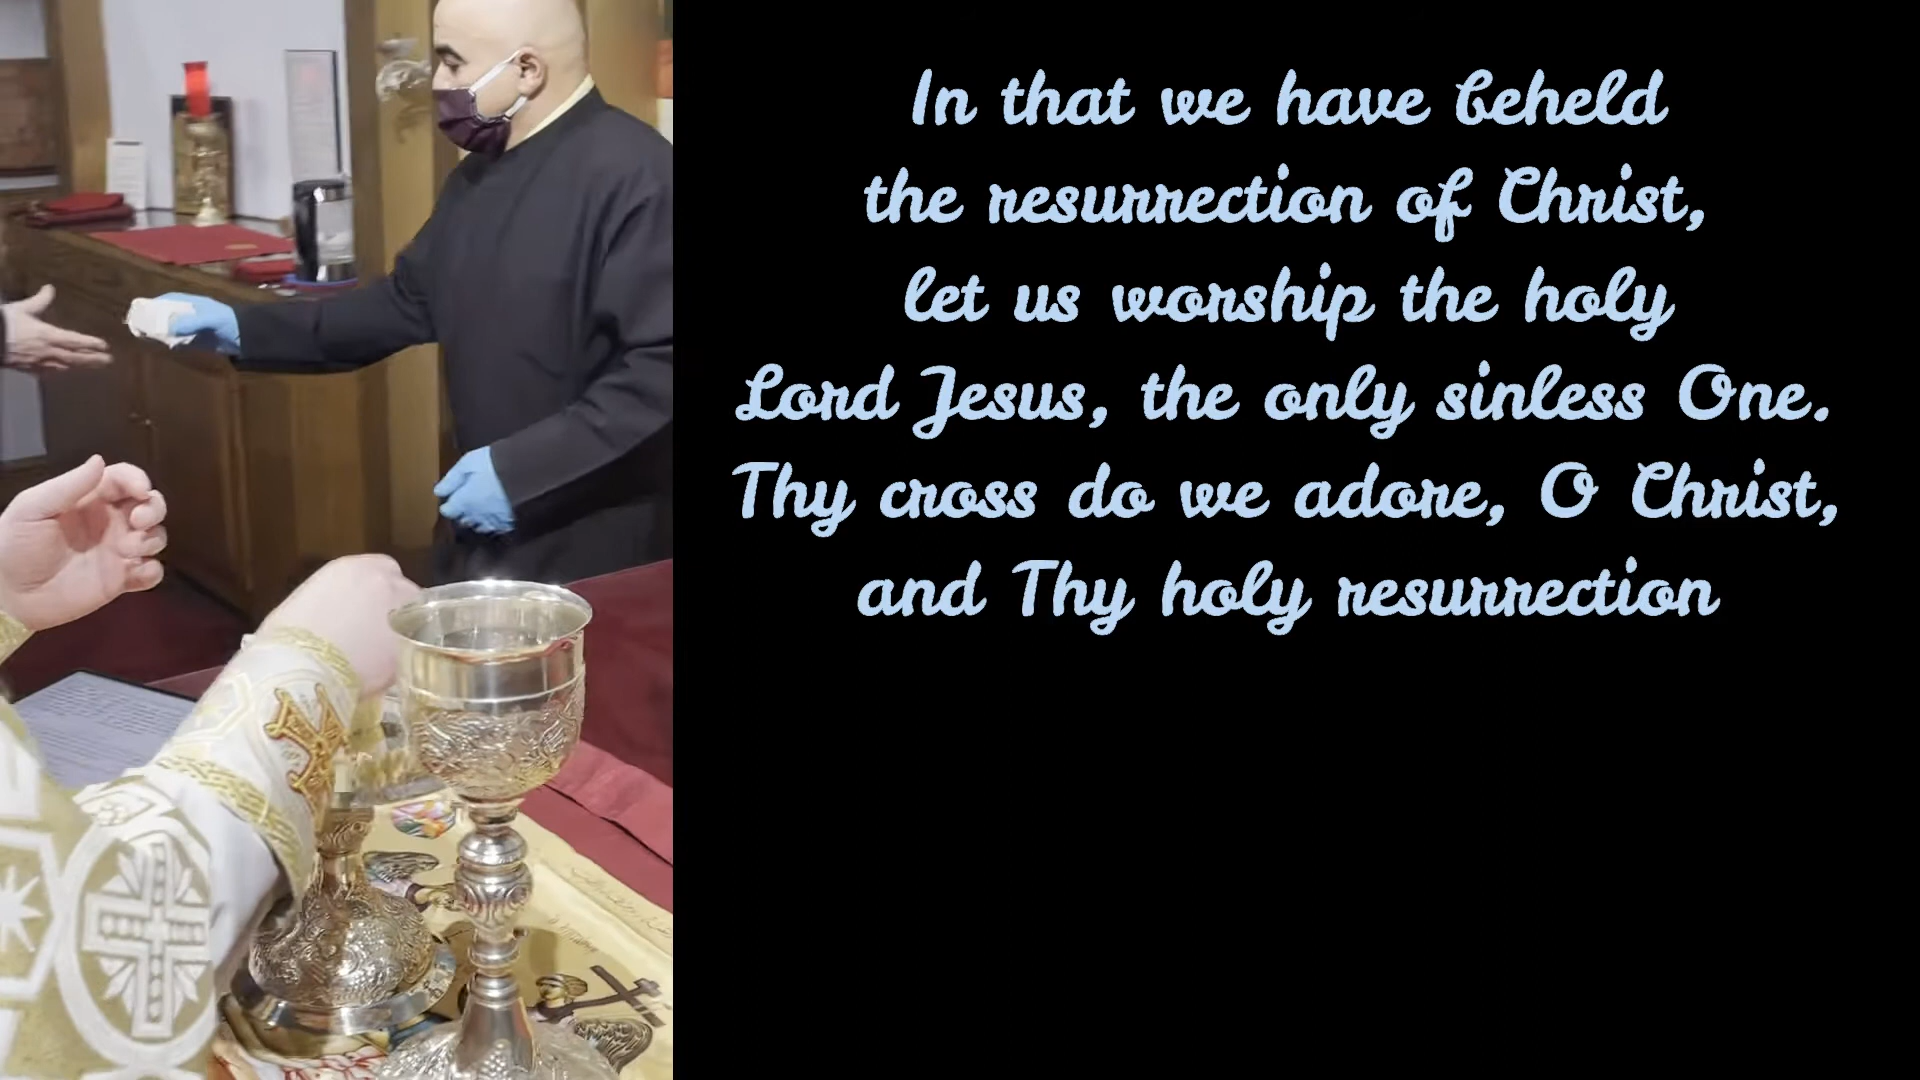 In that we have beheld
the resurrection of Christ,
let us worship the holy
Lord Jesus, the only sinless One.
Thy cross do we adore, O Christ,
and Thy holy resurrection